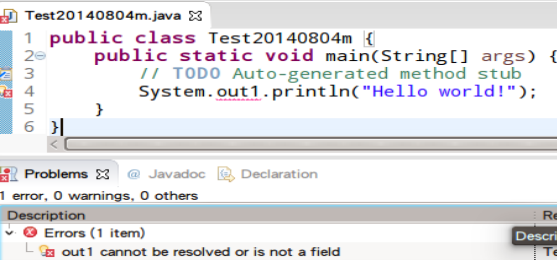 Test20140804m.java
1 public class Test20140804m {
2 public static void main(String[] args) {
3 // TODO Auto-generated method stub
4 System.out1.println("Hello world!");
5 }
6 }
Problems @ Javadoc Declaration
1 error, 0 warnings, 0 others
Description Re
Errors (1 item) Descri
out1 cannot be resolved or is not a field Te